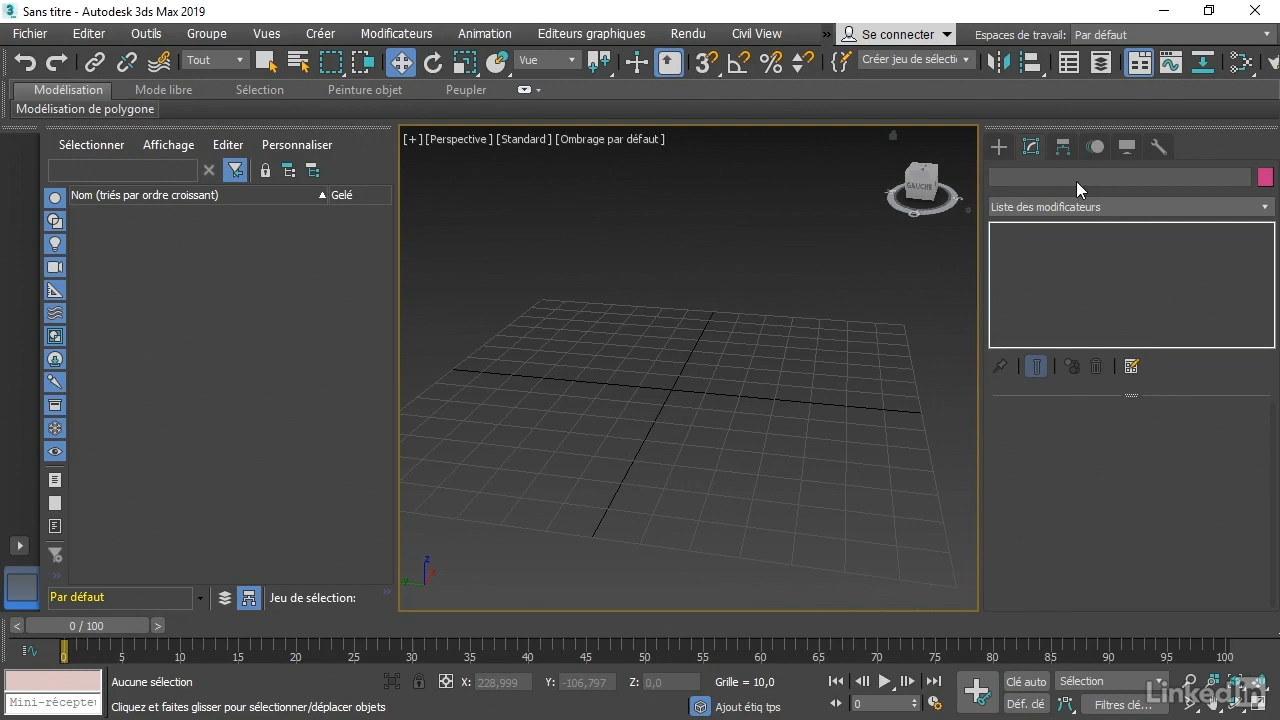 Sans titre - Autodesk 3ds Max 2019
Fichier Editer Outils Groupe Vues Créer Modificateurs Animation Editeurs graphiques Rendu Civil View » Se connecter Espaces de travail: Par défaut
Tout Vue Créer jeu de sélecti
Modélisation Mode libre Sélection Peinture objet Peupler
Modélisation de polygone
Sélectionner Affichage Editer Personnaliser
[+] [Perspective] [Standard] [Ombrage par défaut]
Nom (triés par ordre croissant) Gelé
GAUCHE
Liste des modificateurs
z
Par défaut Jeu de sélection:
< 0 / 100 >
0 5 10 15 20 25 30 35 40 45 50 55 60 65 70 75 80 85 90 95 100
Aucune sélection X: 228,999 Y: -106,797 Z: 0,0 Grille = 10,0 Clé auto Sélection
Mini-récepteu Cliquez et faites glisser pour sélectionner/déplacer objets Ajout étiq tps 0 Déf. clé Filtres clé...
LinkedIn